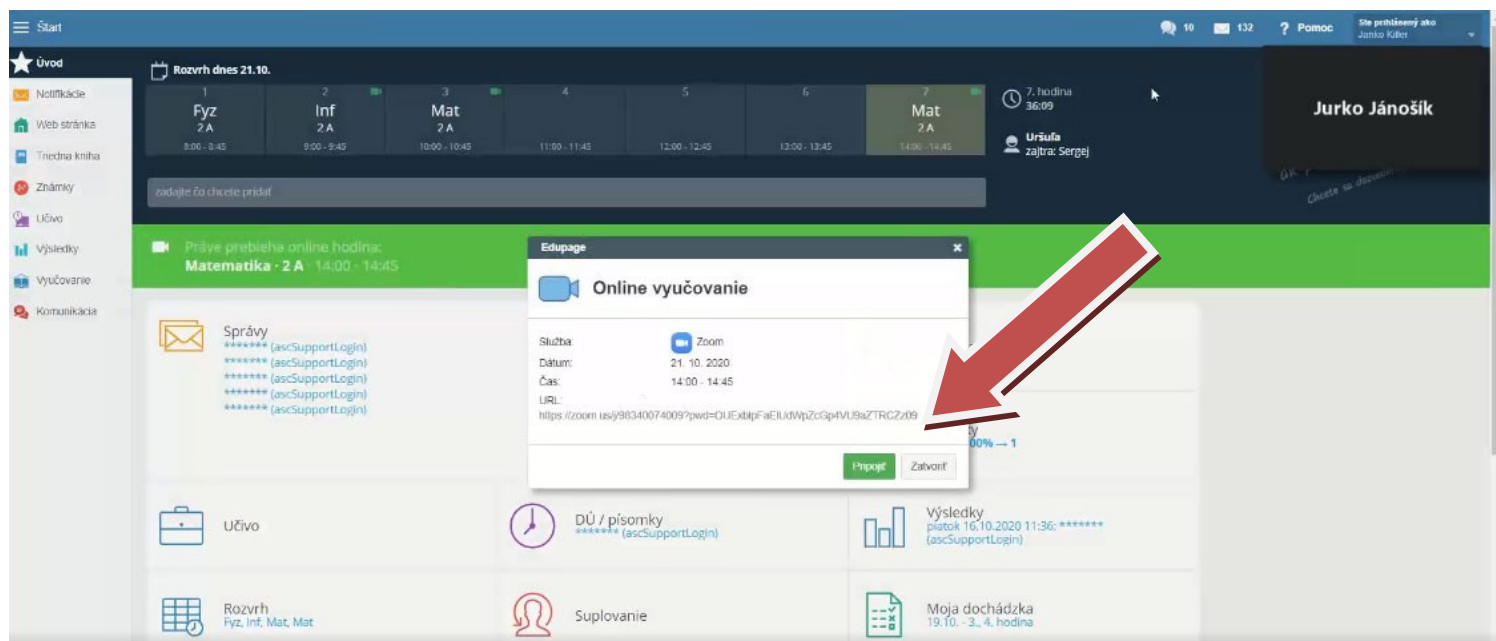 Štart
10
132
? Pomoc
Ste prihlásený ako
Janko Killer
Úvod
Notifikácie
Web stránka
Triedna kniha
Známky
Učivo
Výsledky
Vyučovanie
Komunikácia
Rozvrh dnes 21.10.
1
Fyz
2 A
8:00 - 8:45
2
Inf
2 A
9:00 - 9:45
3
Mat
2 A
10:00 - 10:45
4
11:00 - 11:45
5
12:00 - 12:45
6
13:00 - 13:45
7
Mat
2 A
14:00 - 14:45
7. hodina
36:09
Uršuľa
zajtra: Sergej
Jurko Jánošík
Chcete sa
zadajte čo chcete pridať
Práve prebieha online hodina:
Matematika · 2 A · 14:00 - 14:45
Edupage
×
Online vyučovanie
Služba:
Zoom
Dátum:
21. 10. 2020
Čas:
14:00 - 14:45
URL:
Pripojiť
Zatvoriť
Správy
******* (ascSupportLogin)
******* (ascSupportLogin)
******* (ascSupportLogin)
******* (ascSupportLogin)
******* (ascSupportLogin)
00% → 1
Učivo
DÚ / písomky
******* (ascSupportLogin)
Výsledky
piatok 16.10.2020 11:36: *******
(ascSupportLogin)
Rozvrh
Fyz, Inf, Mat, Mat
Suplovanie
Moja dochádzka
19.10. - 3., 4. hodina